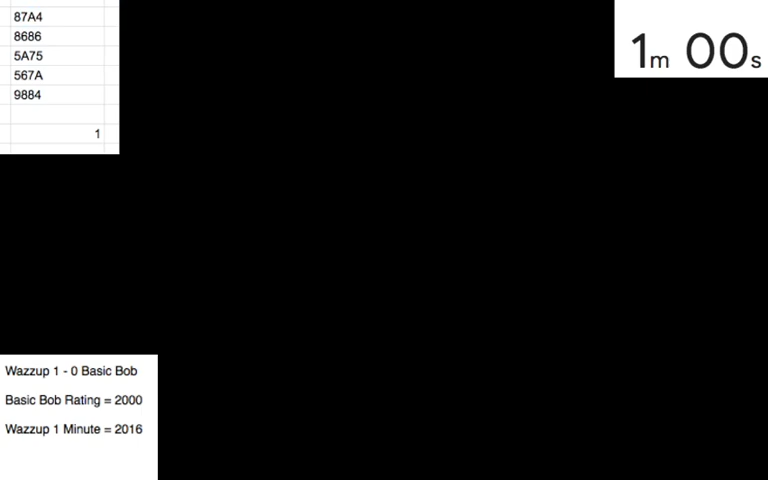 87A4
8686
5A75
567A
9884
1
1m 00s
Wazzup 1 - 0 Basic Bob
Basic Bob Rating = 2000
Wazzup 1 Minute = 2016